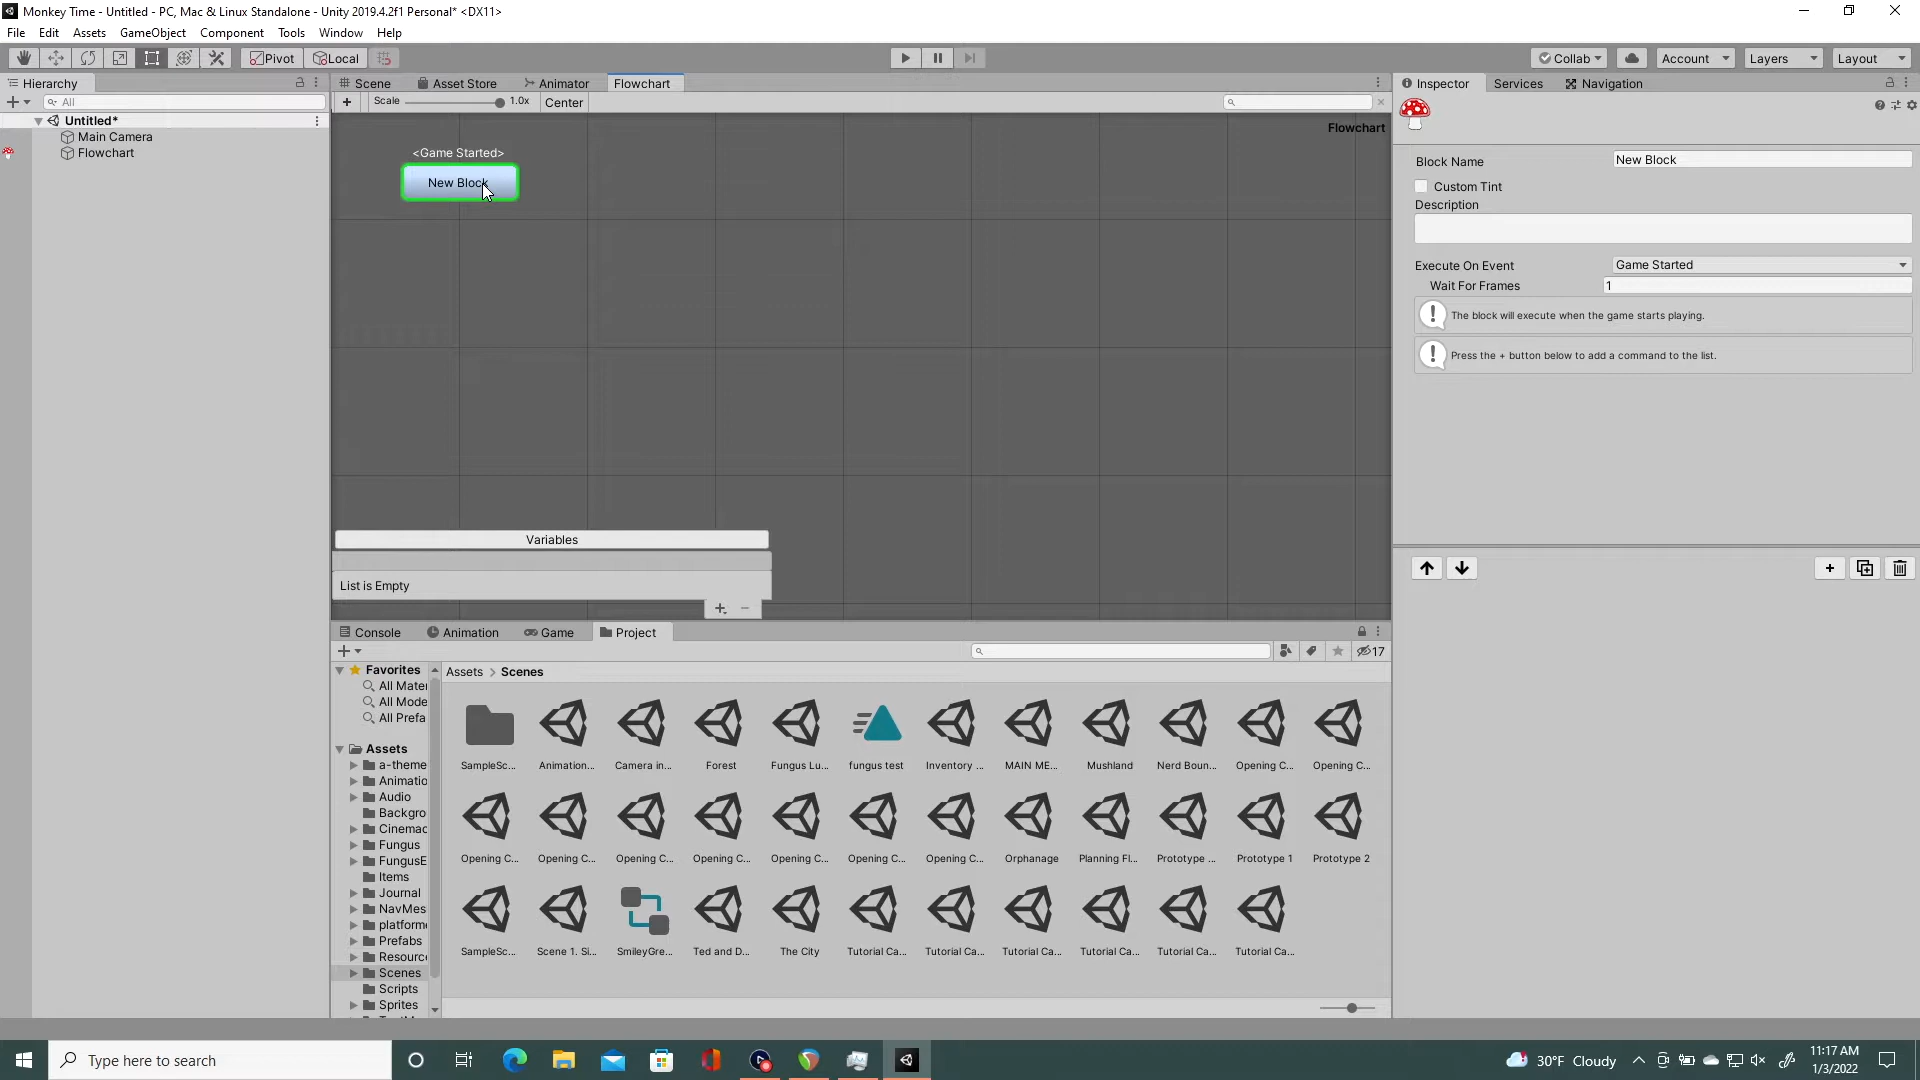 Monkey Time - Untitled - PC, Mac & Linux Standalone - Unity 2019.4.2f1 Personal* <DX11>
File Edit Assets GameObject Component Tools Window Help
Pivot Local Collab Account Layers Layout
Hierarchy
All
Untitled*
Main Camera
Flowchart
Scene Asset Store Animator Flowchart
Scale 1.0x Center
Flowchart
<Game Started>
New Block
Variables
List is Empty
Inspector Services Navigation
Block Name New Block
Custom Tint
Description
Execute On Event Game Started
Wait For Frames 1
The block will execute when the game starts playing.
Press the + button below to add a command to the list.
Console Animation Game Project
17
Favorites
All Mater
All Mode
All Prefa
Assets
a-theme
Animatio
Audio
Backgro
Cinemac
Fungus
FungusE
Items
Journal
NavMes
platform
Prefabs
Resourc
Scenes
Scripts
Sprites
Assets > Scenes
SampleSc... Animation... Camera in... Forest Fungus Lu... fungus test Inventory ... MAIN ME... Mushland Nerd Boun... Opening C... Opening C...
Opening C... Opening C... Opening C... Opening C... Opening C... Opening C... Opening C... Orphanage Planning Fl... Prototype ... Prototype 1 Prototype 2
SampleSc... Scene 1. Si... SmileyGre... Ted and D... The City Tutorial Ca... Tutorial Ca... Tutorial Ca... Tutorial Ca... Tutorial Ca... Tutorial Ca...
Type here to search
30°F Cloudy
11:17 AM
1/3/2022